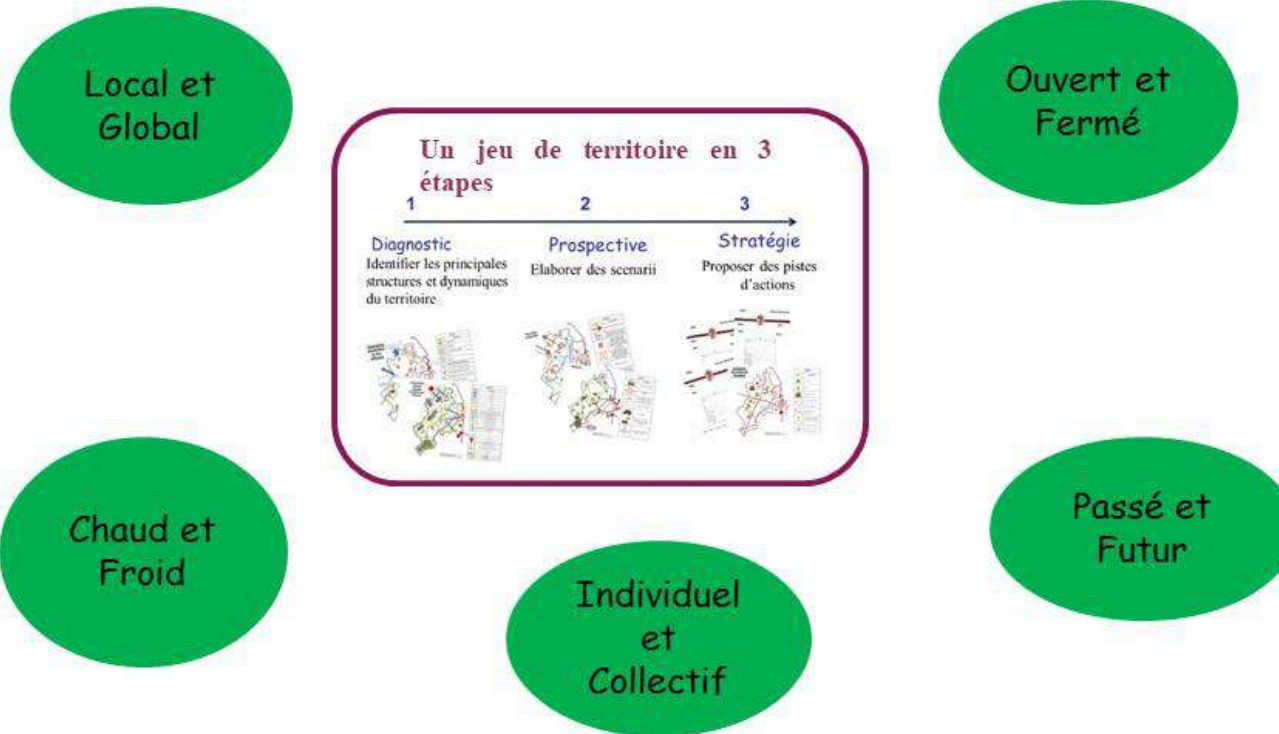 Local et
Global
Ouvert et
Fermé
Un jeu de territoire en 3
étapes
1 2 3
Diagnostic
Identifier les principales
structures et dynamiques
du territoire
Prospective
Elaborer des scenarii
Stratégie
Proposer des pistes
d'actions
Chaud et
Froid
Individuel
et
Collectif
Passé et
Futur